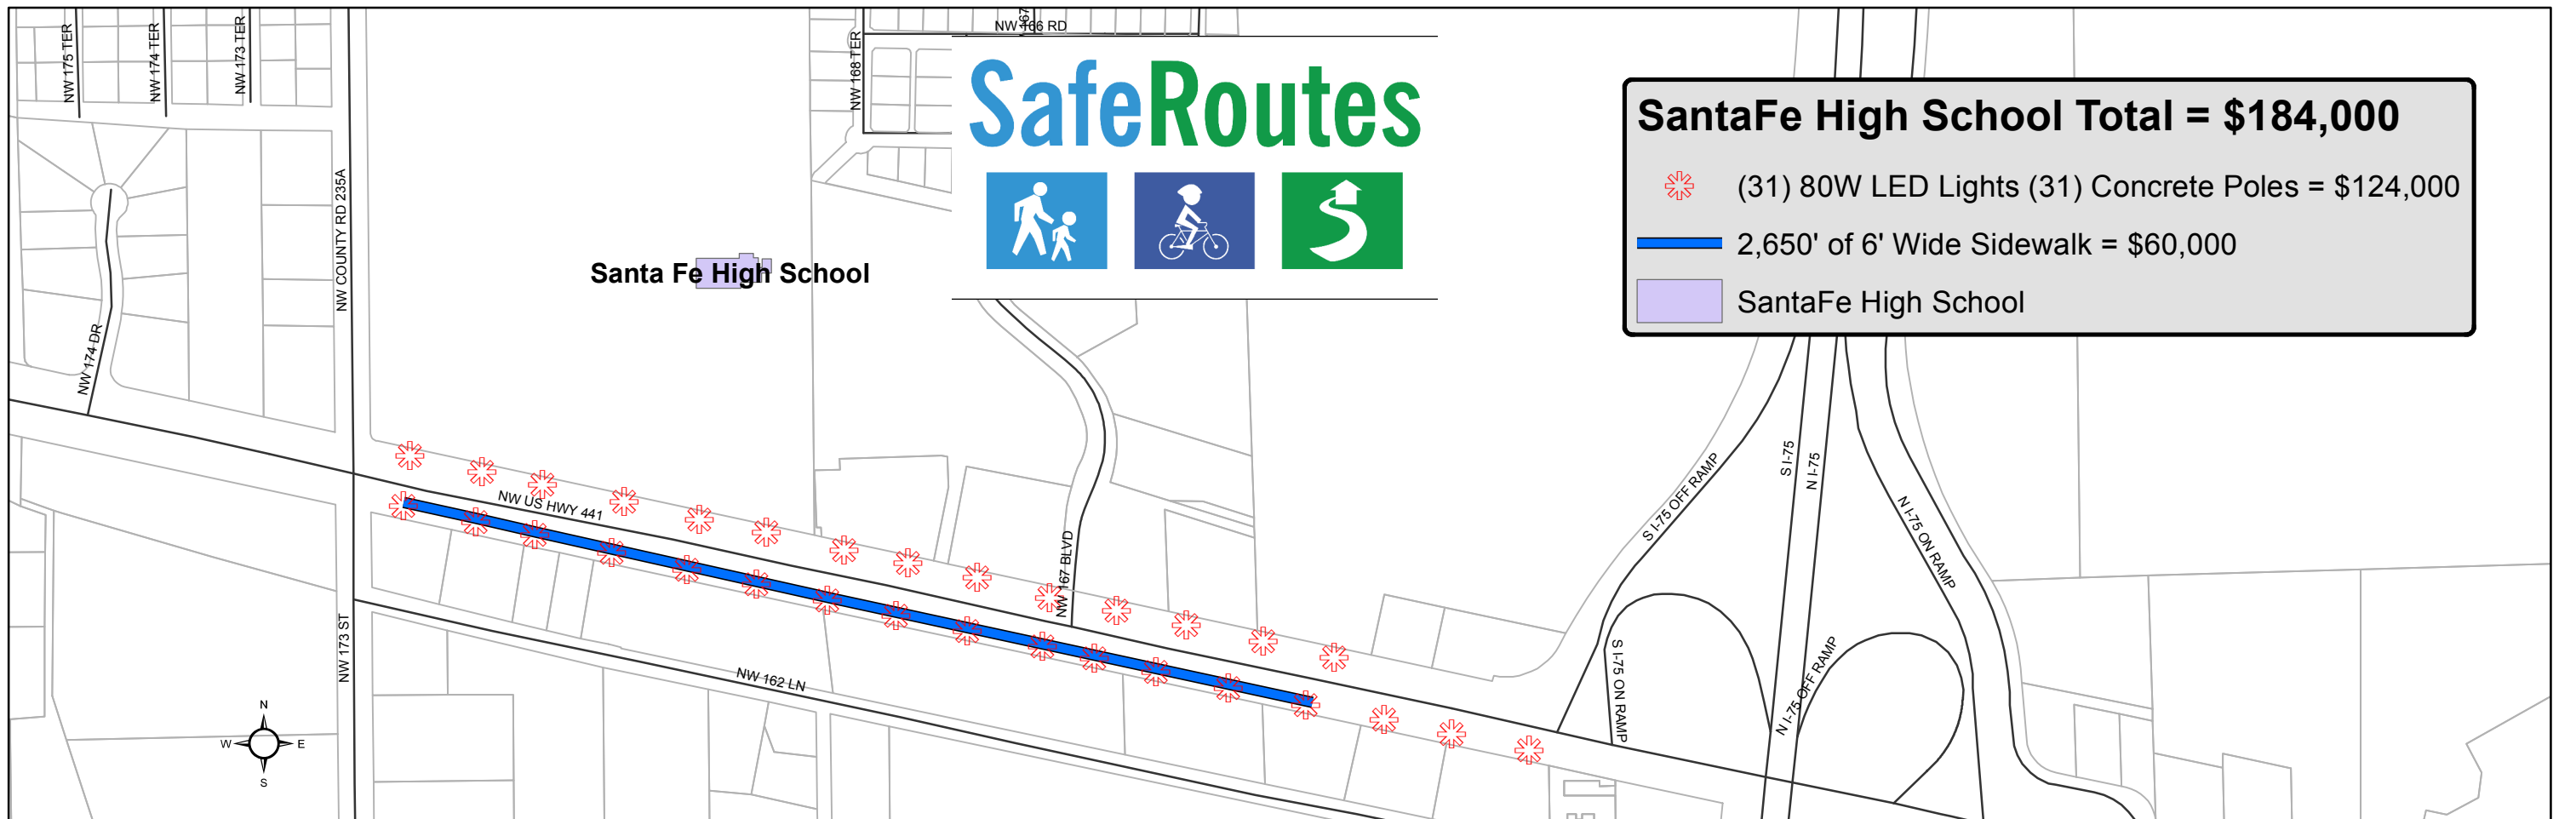 NW 175 TER
NW 174 TER
NW 173 TER
NW COUNTY RD 235A
NW 168 TER
NW 166 RD
SafeRoutes
SantaFe High School Total = $184,000
(31) 80W LED Lights (31) Concrete Poles = $124,000
2,650' of 6' Wide Sidewalk = $60,000
SantaFe High School
Santa Fe High School
NW 174 DR
NW US HWY 441
NW 167 BLVD
S I-75 OFF RAMP
S I-75
N I-75
N I-75 ON RAMP
NW 173 ST
NW 162 LN
S I-75 ON RAMP
N I-75 OFF RAMP
N
W
E
S